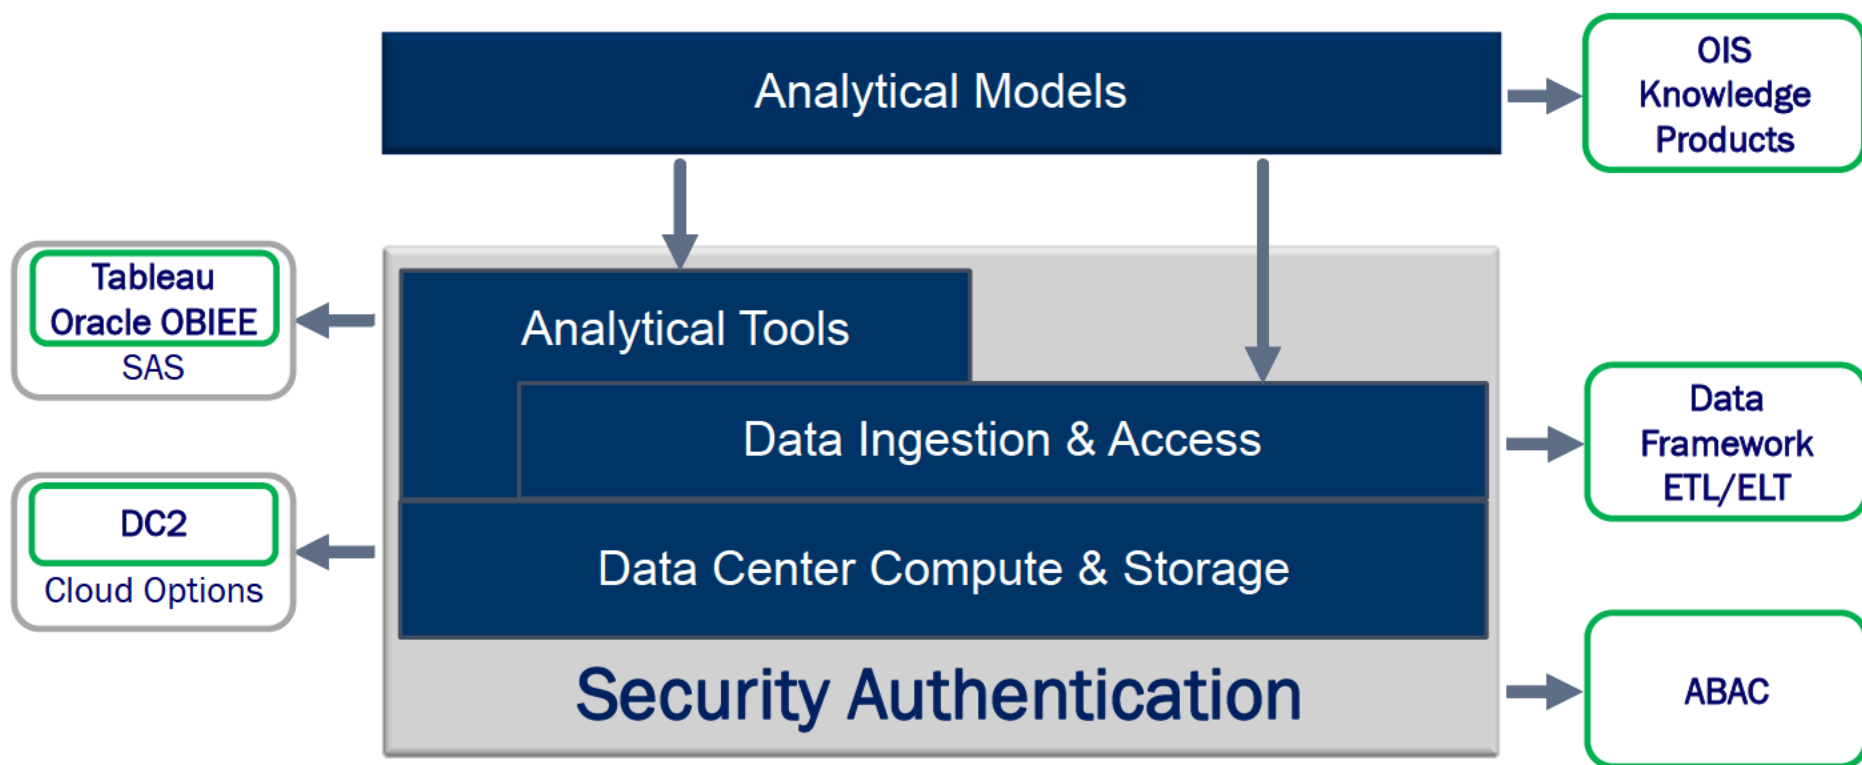 Analytical Models
OIS
Knowledge
Products
Tableau
Oracle OBIEE
SAS
Analytical Tools
Data Ingestion & Access
Data
Framework
ETL/ELT
DC2
Cloud Options
Data Center Compute & Storage
Security Authentication
ABAC